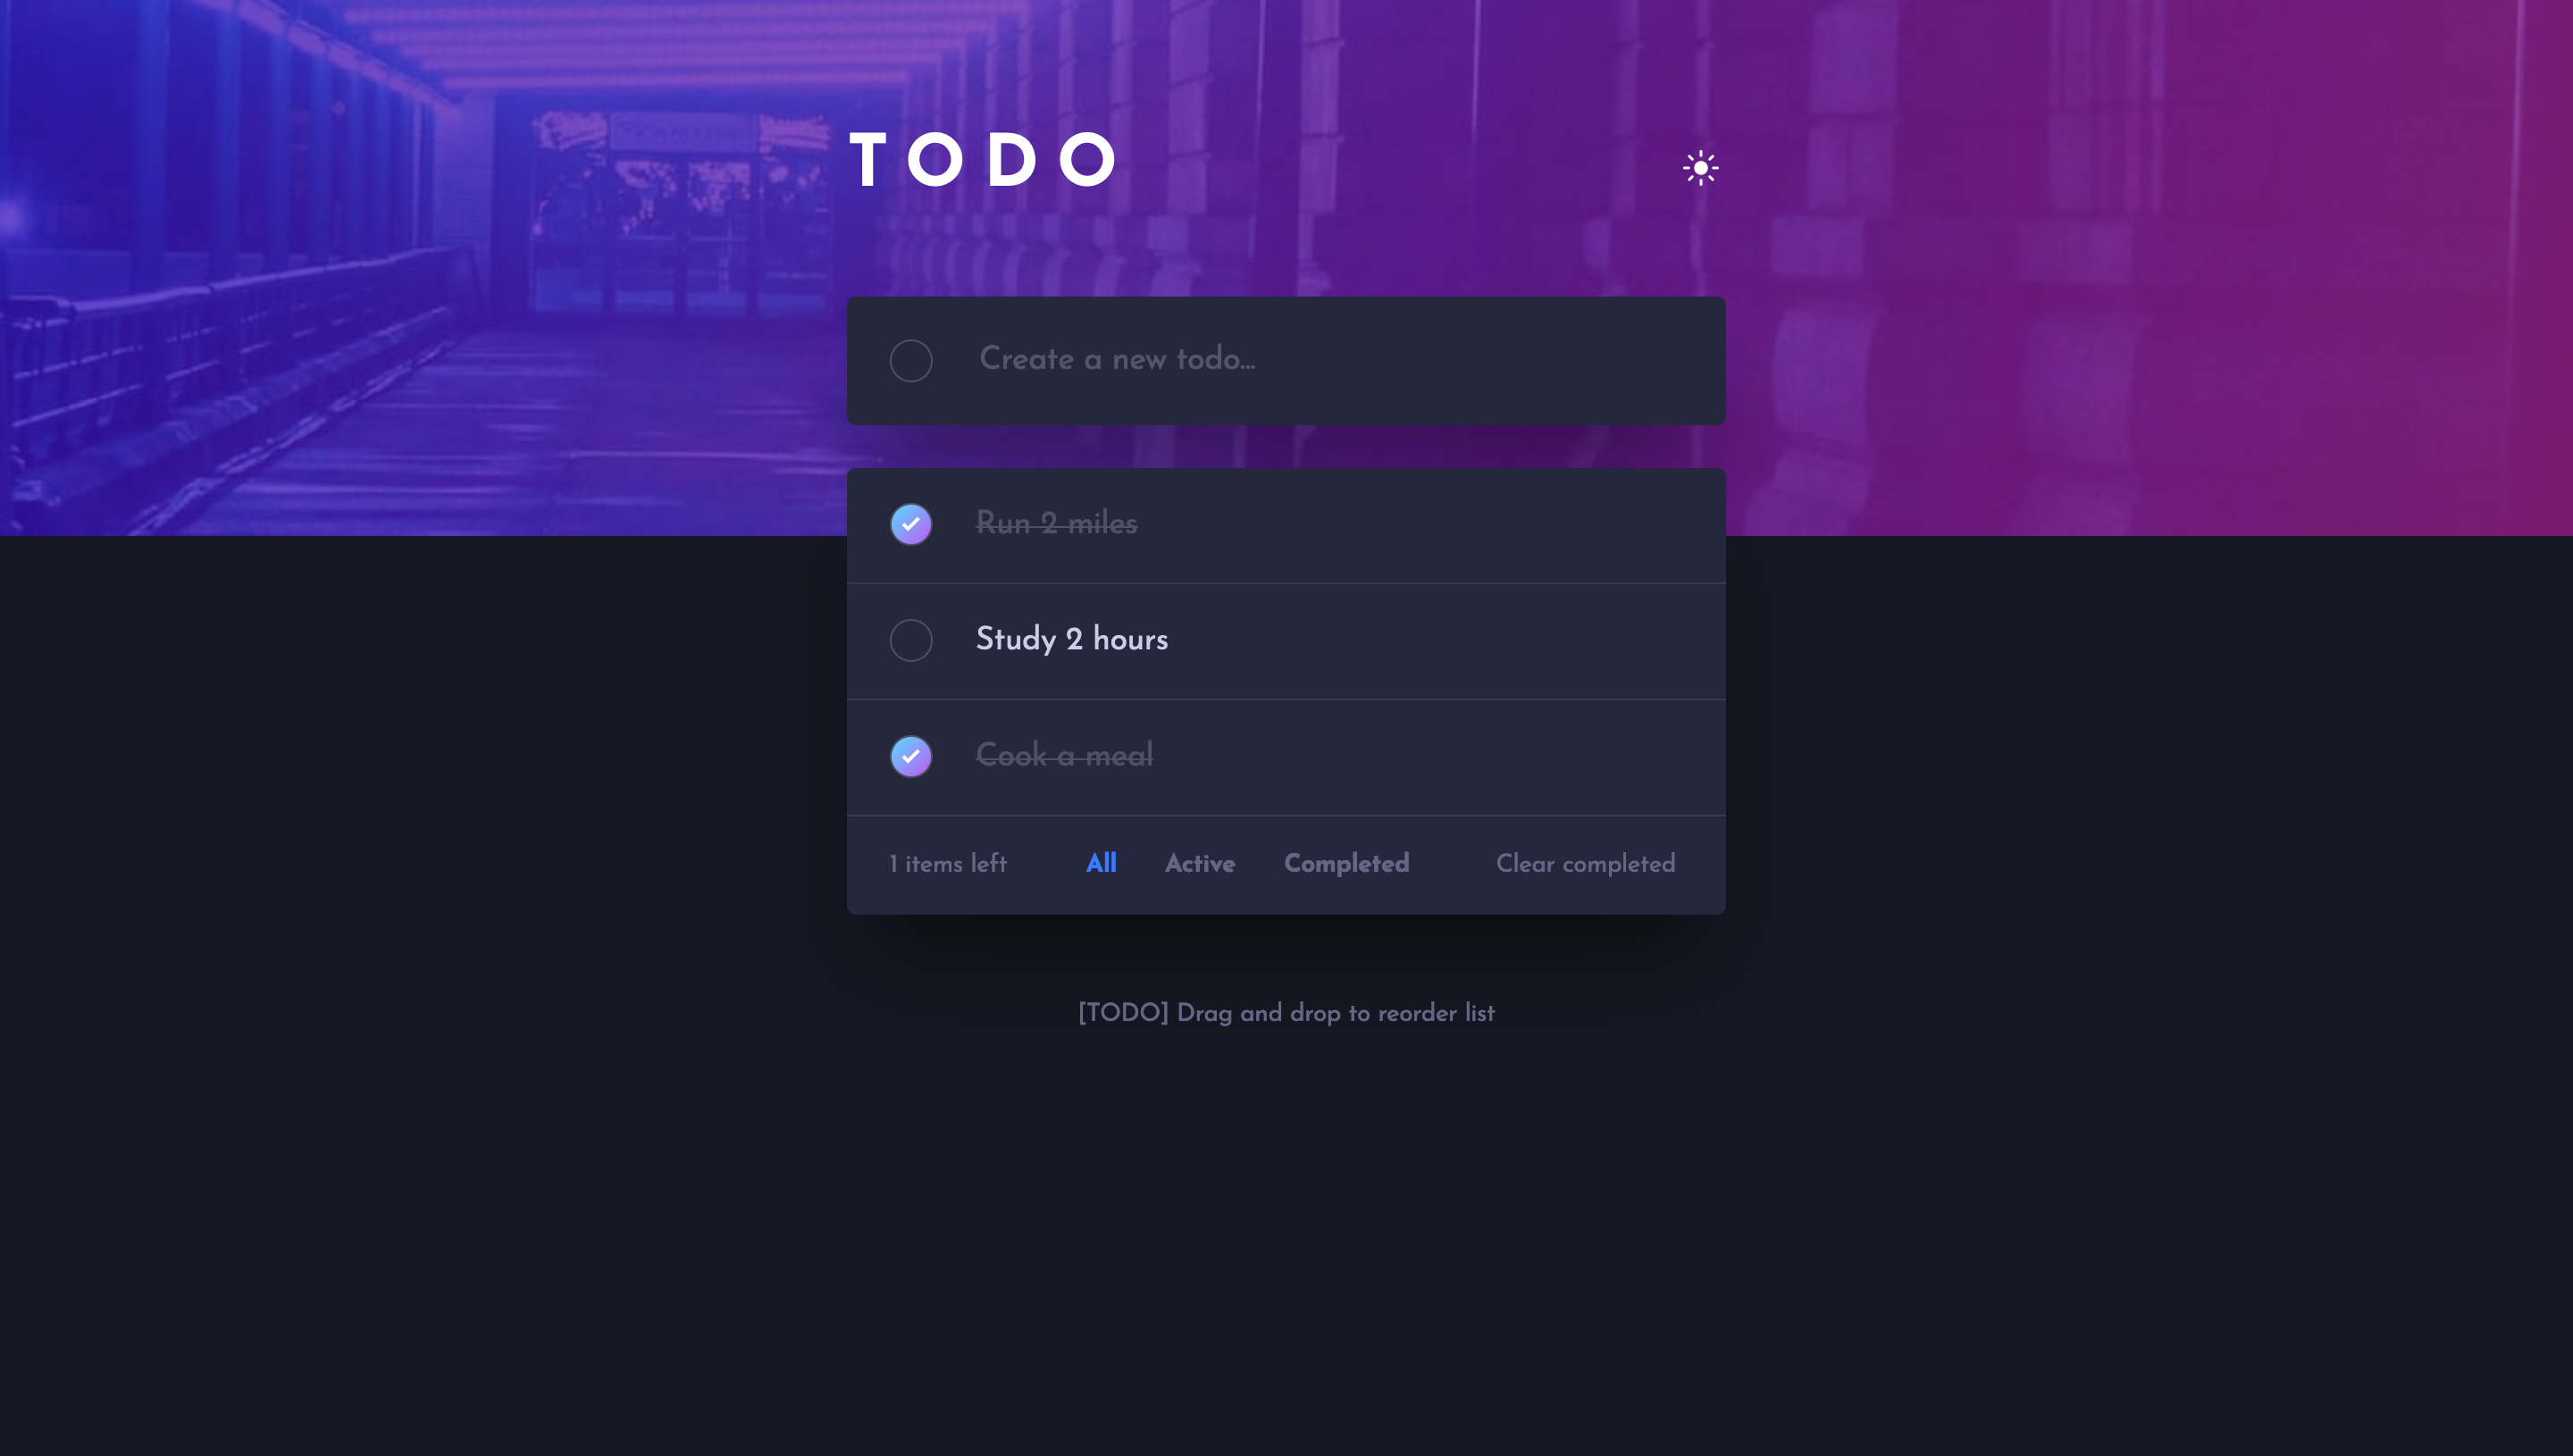 TODO
Create a new todo...
Run 2 miles
Study 2 hours
Cook a meal
1 items left All Active Completed Clear completed
[TODO] Drag and drop to reorder list